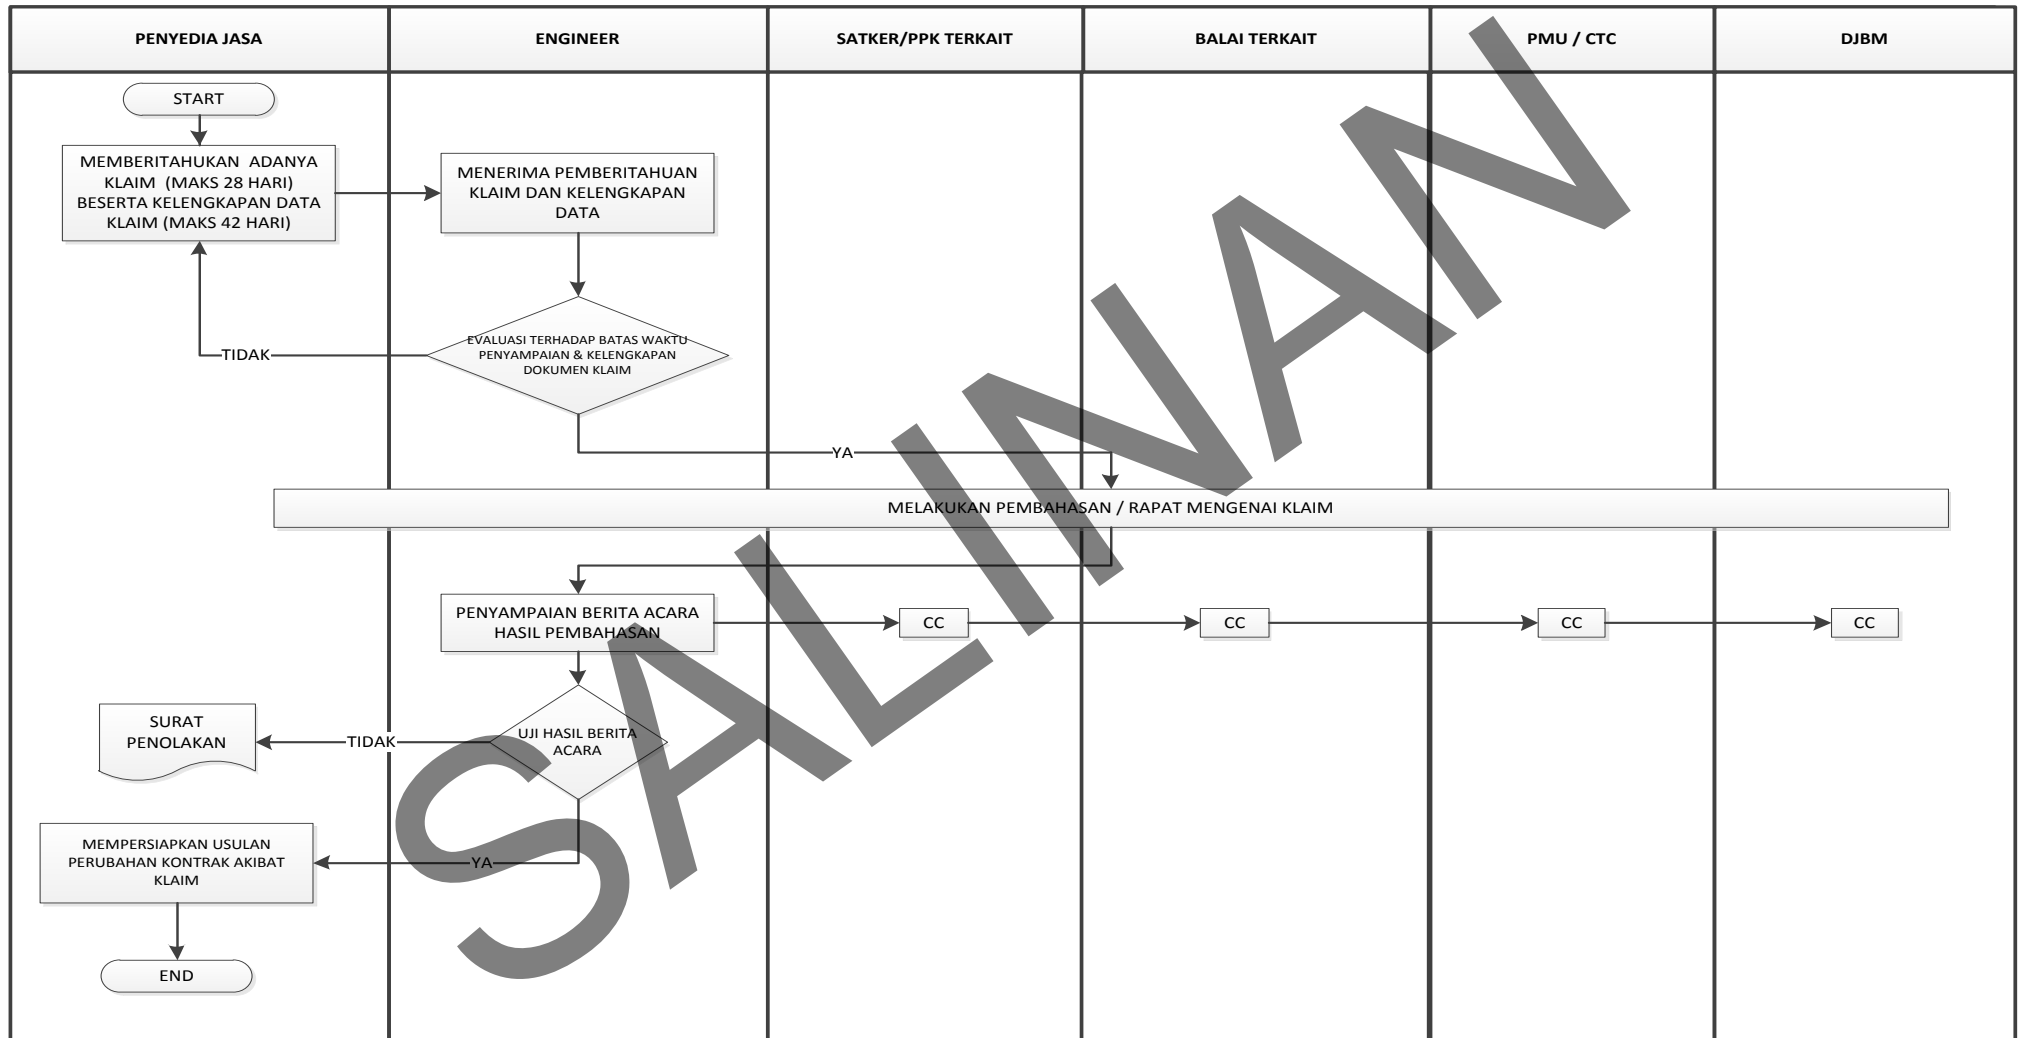 PENYEDIA JASA
ENGINEER
SATKER/PPK TERKAIT
BALAI TERKAIT
PMU / CTC
DJBM
START
MEMBERITAHUKAN ADANYA
KLAIM (MAKS 28 HARI)
BESERTA KELENGKAPAN DATA
KLAIM (MAKS 42 HARI)
MENERIMA PEMBERITAHUAN
KLAIM DAN KELENGKAPAN
DATA
EVALUASI TERHADAP BATAS WAKTU
PENYAMPAIAN & KELENGKAPAN
DOKUMEN KLAIM
TIDAK
YA
MELAKUKAN PEMBAHASAN / RAPAT MENGENAI KLAIM
PENYAMPAIAN BERITA ACARA
HASIL PEMBAHASAN
CC
CC
CC
CC
UJI HASIL BERITA
ACARA
TIDAK
SURAT
PENOLAKAN
YA
MEMPERSIAPKAN USULAN
PERUBAHAN KONTRAK AKIBAT
KLAIM
END
SALINAN